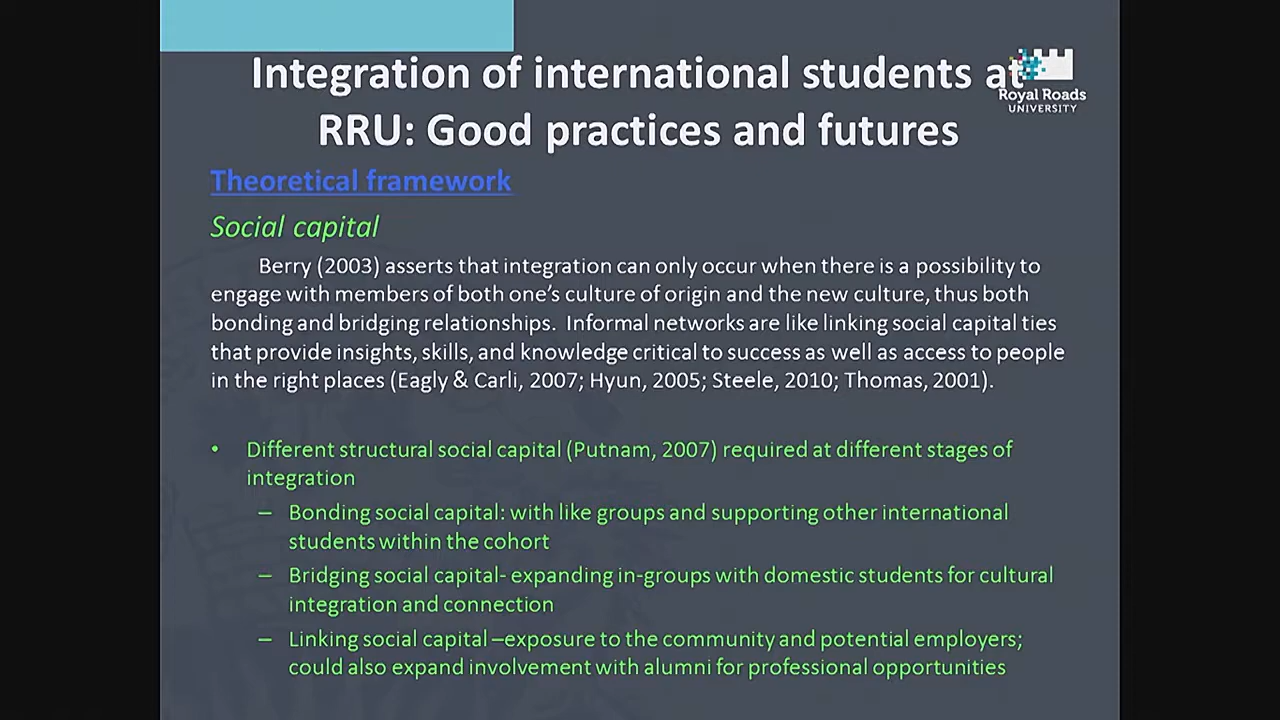 Integration of international students at
RRU: Good practices and futures
Royal Roads
UNIVERSITY
Theoretical framework
Social capital
Berry (2003) asserts that integration can only occur when there is a possibility to
engage with members of both one’s culture of origin and the new culture, thus both
bonding and bridging relationships. Informal networks are like linking social capital ties
that provide insights, skills, and knowledge critical to success as well as access to people
in the right places (Eagly & Carli, 2007; Hyun, 2005; Steele, 2010; Thomas, 2001).
• Different structural social capital (Putnam, 2007) required at different stages of
integration
– Bonding social capital: with like groups and supporting other international
students within the cohort
– Bridging social capital- expanding in-groups with domestic students for cultural
integration and connection
– Linking social capital –exposure to the community and potential employers;
could also expand involvement with alumni for professional opportunities